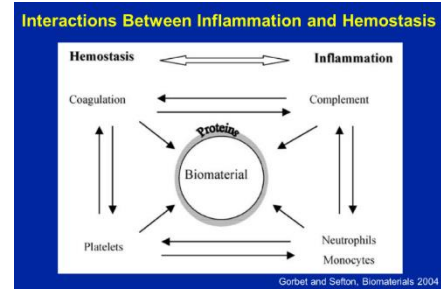 Interactions Between Inflammation and Hemostasis
Hemostasis
Inflammation
Coagulation
Complement
Proteins
Biomaterial
Platelets
Neutrophils
Monocytes
Gorbet and Sefton, Biomaterials 2004